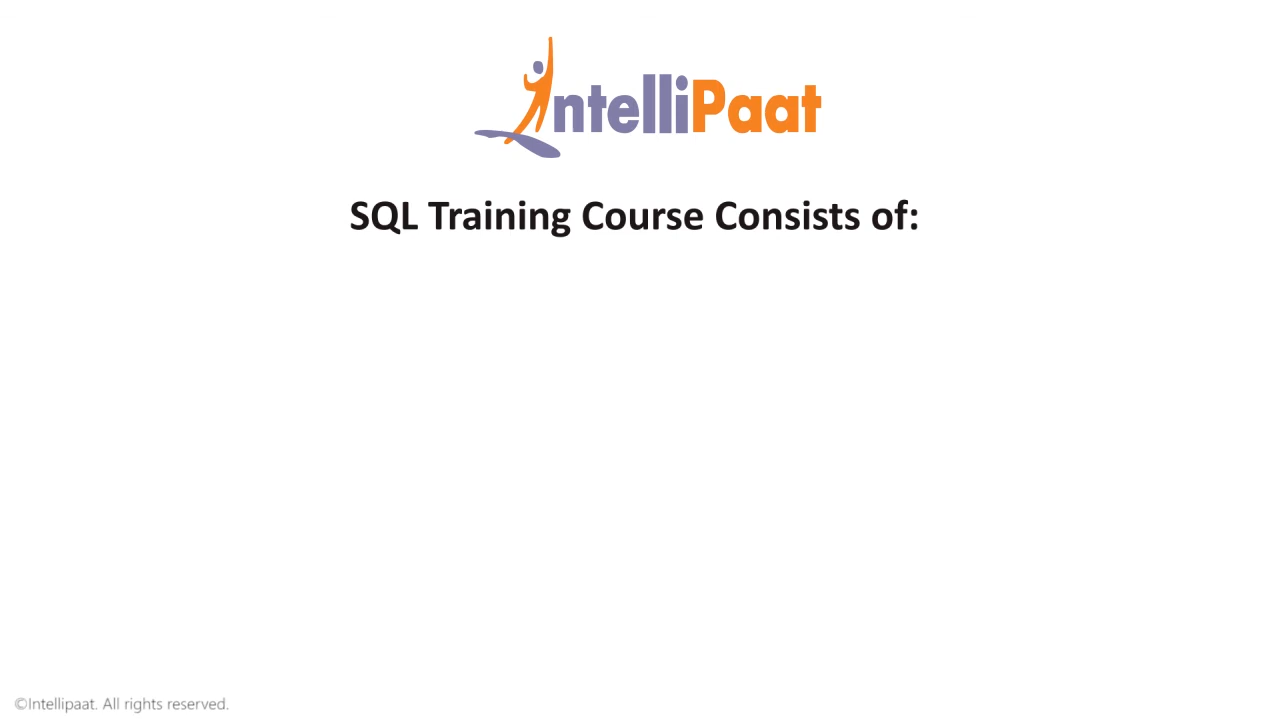 IntelliPaat
SQL Training Course Consists of:
©Intellipaat. All rights reserved.